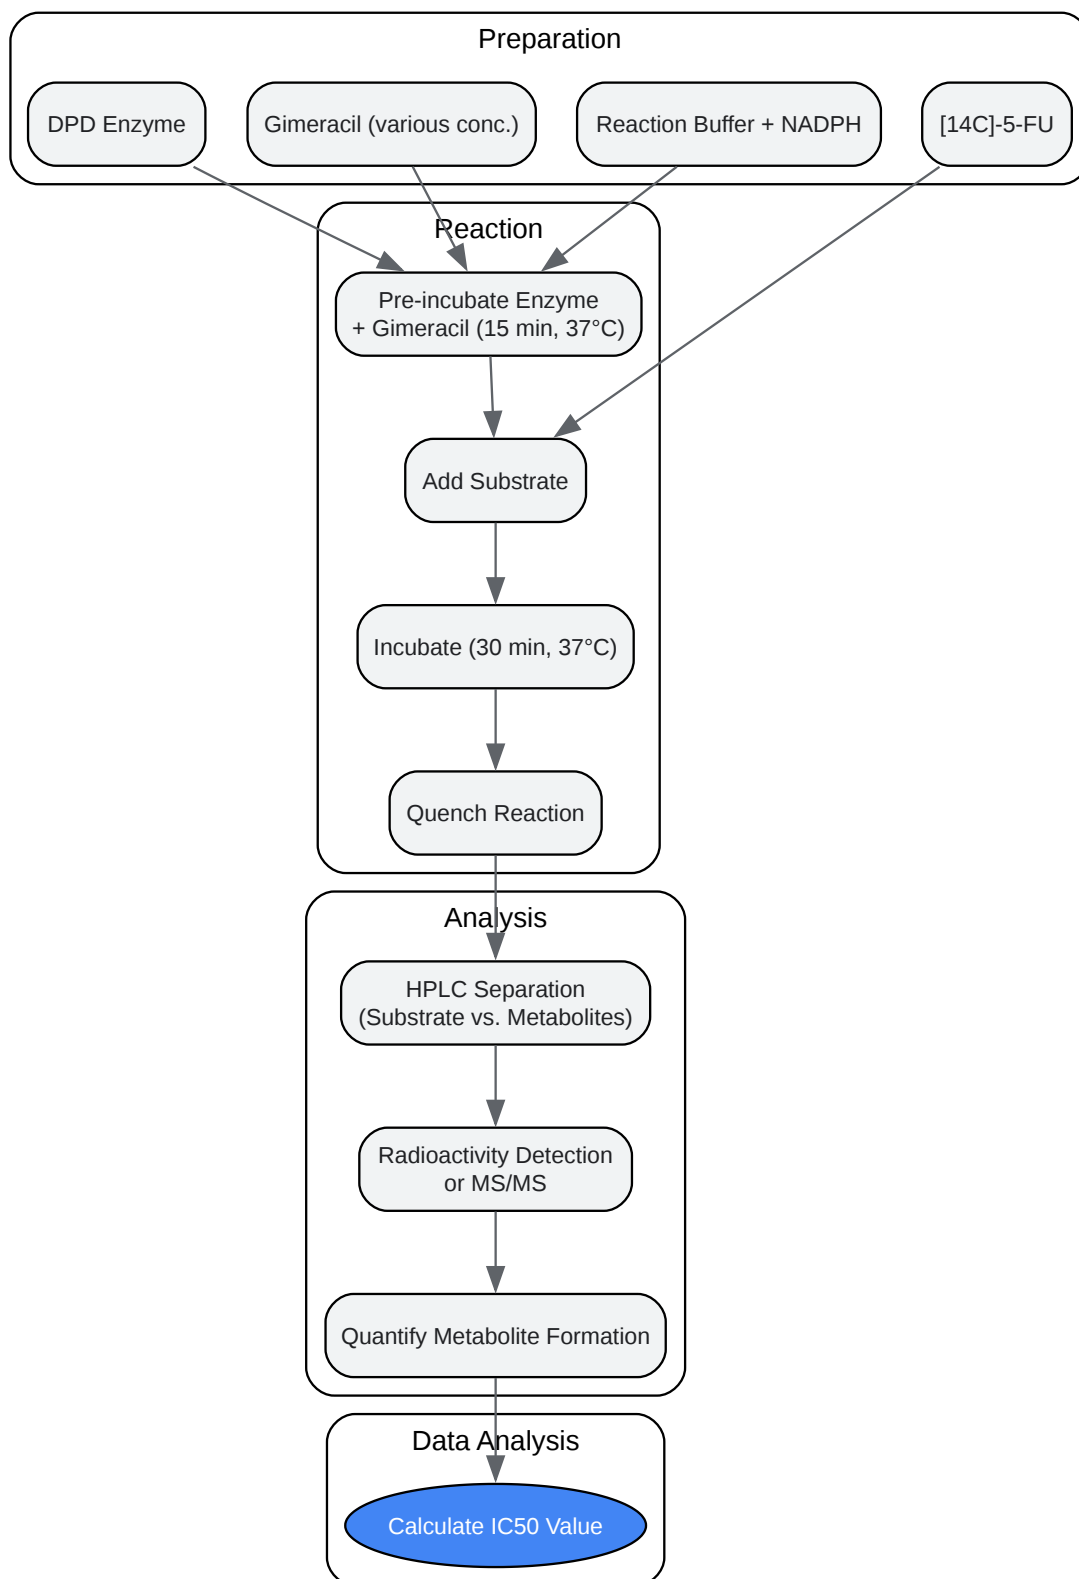 Preparation
DPD Enzyme
Gimeracil (various conc.)
Reaction Buffer + NADPH
[14C]-5-FU
Reaction
Pre-incubate Enzyme
+ Gimeracil (15 min, 37°C)
Add Substrate
Incubate (30 min, 37°C)
Quench Reaction
Analysis
HPLC Separation
(Substrate vs. Metabolites)
Radioactivity Detection
or MS/MS
Quantify Metabolite Formation
Data Analysis
Calculate IC50 Value